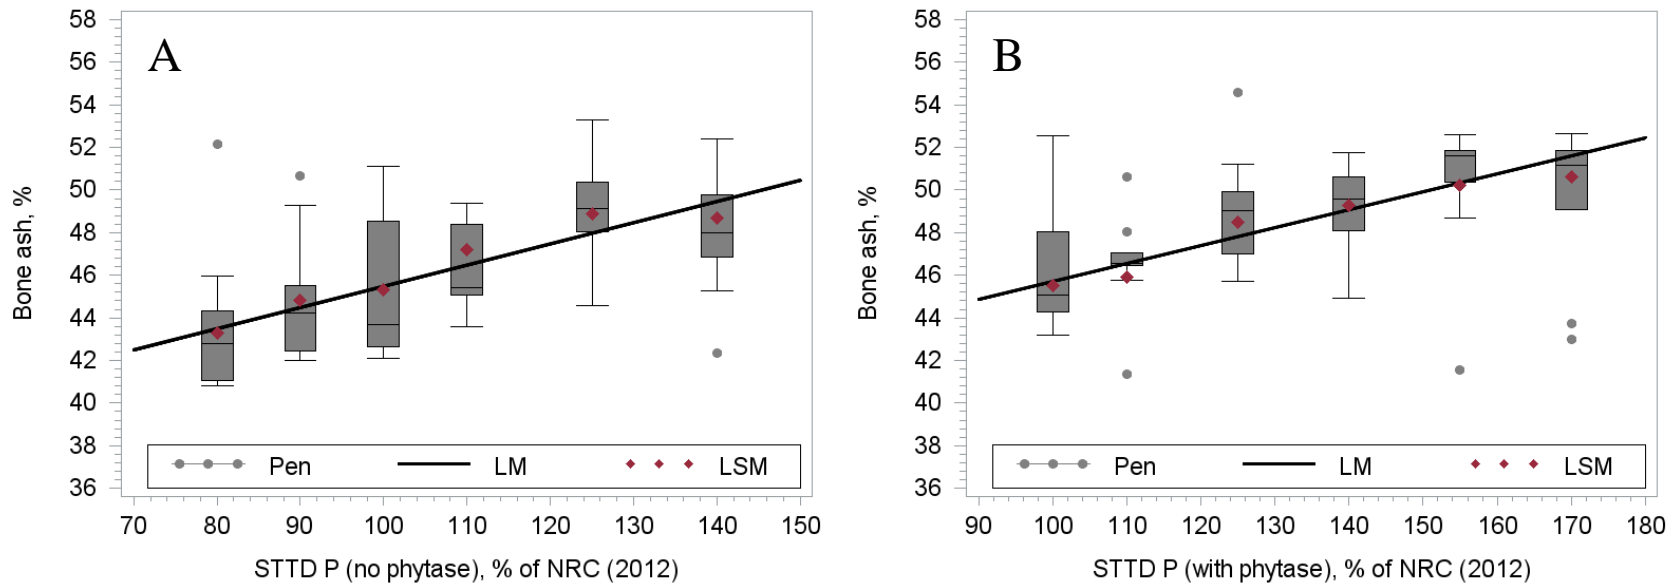 A
Bone ash, %
58
56
54
52
50
48
46
44
42
40
38
36
Pen LM LSM
70 80 90 100 110 120 130 140 150
STTD P (no phytase), % of NRC (2012)
B
Bone ash, %
58
56
54
52
50
48
46
44
42
40
38
36
Pen LM LSM
90 100 110 120 130 140 150 160 170 180
STTD P (with phytase), % of NRC (2012)